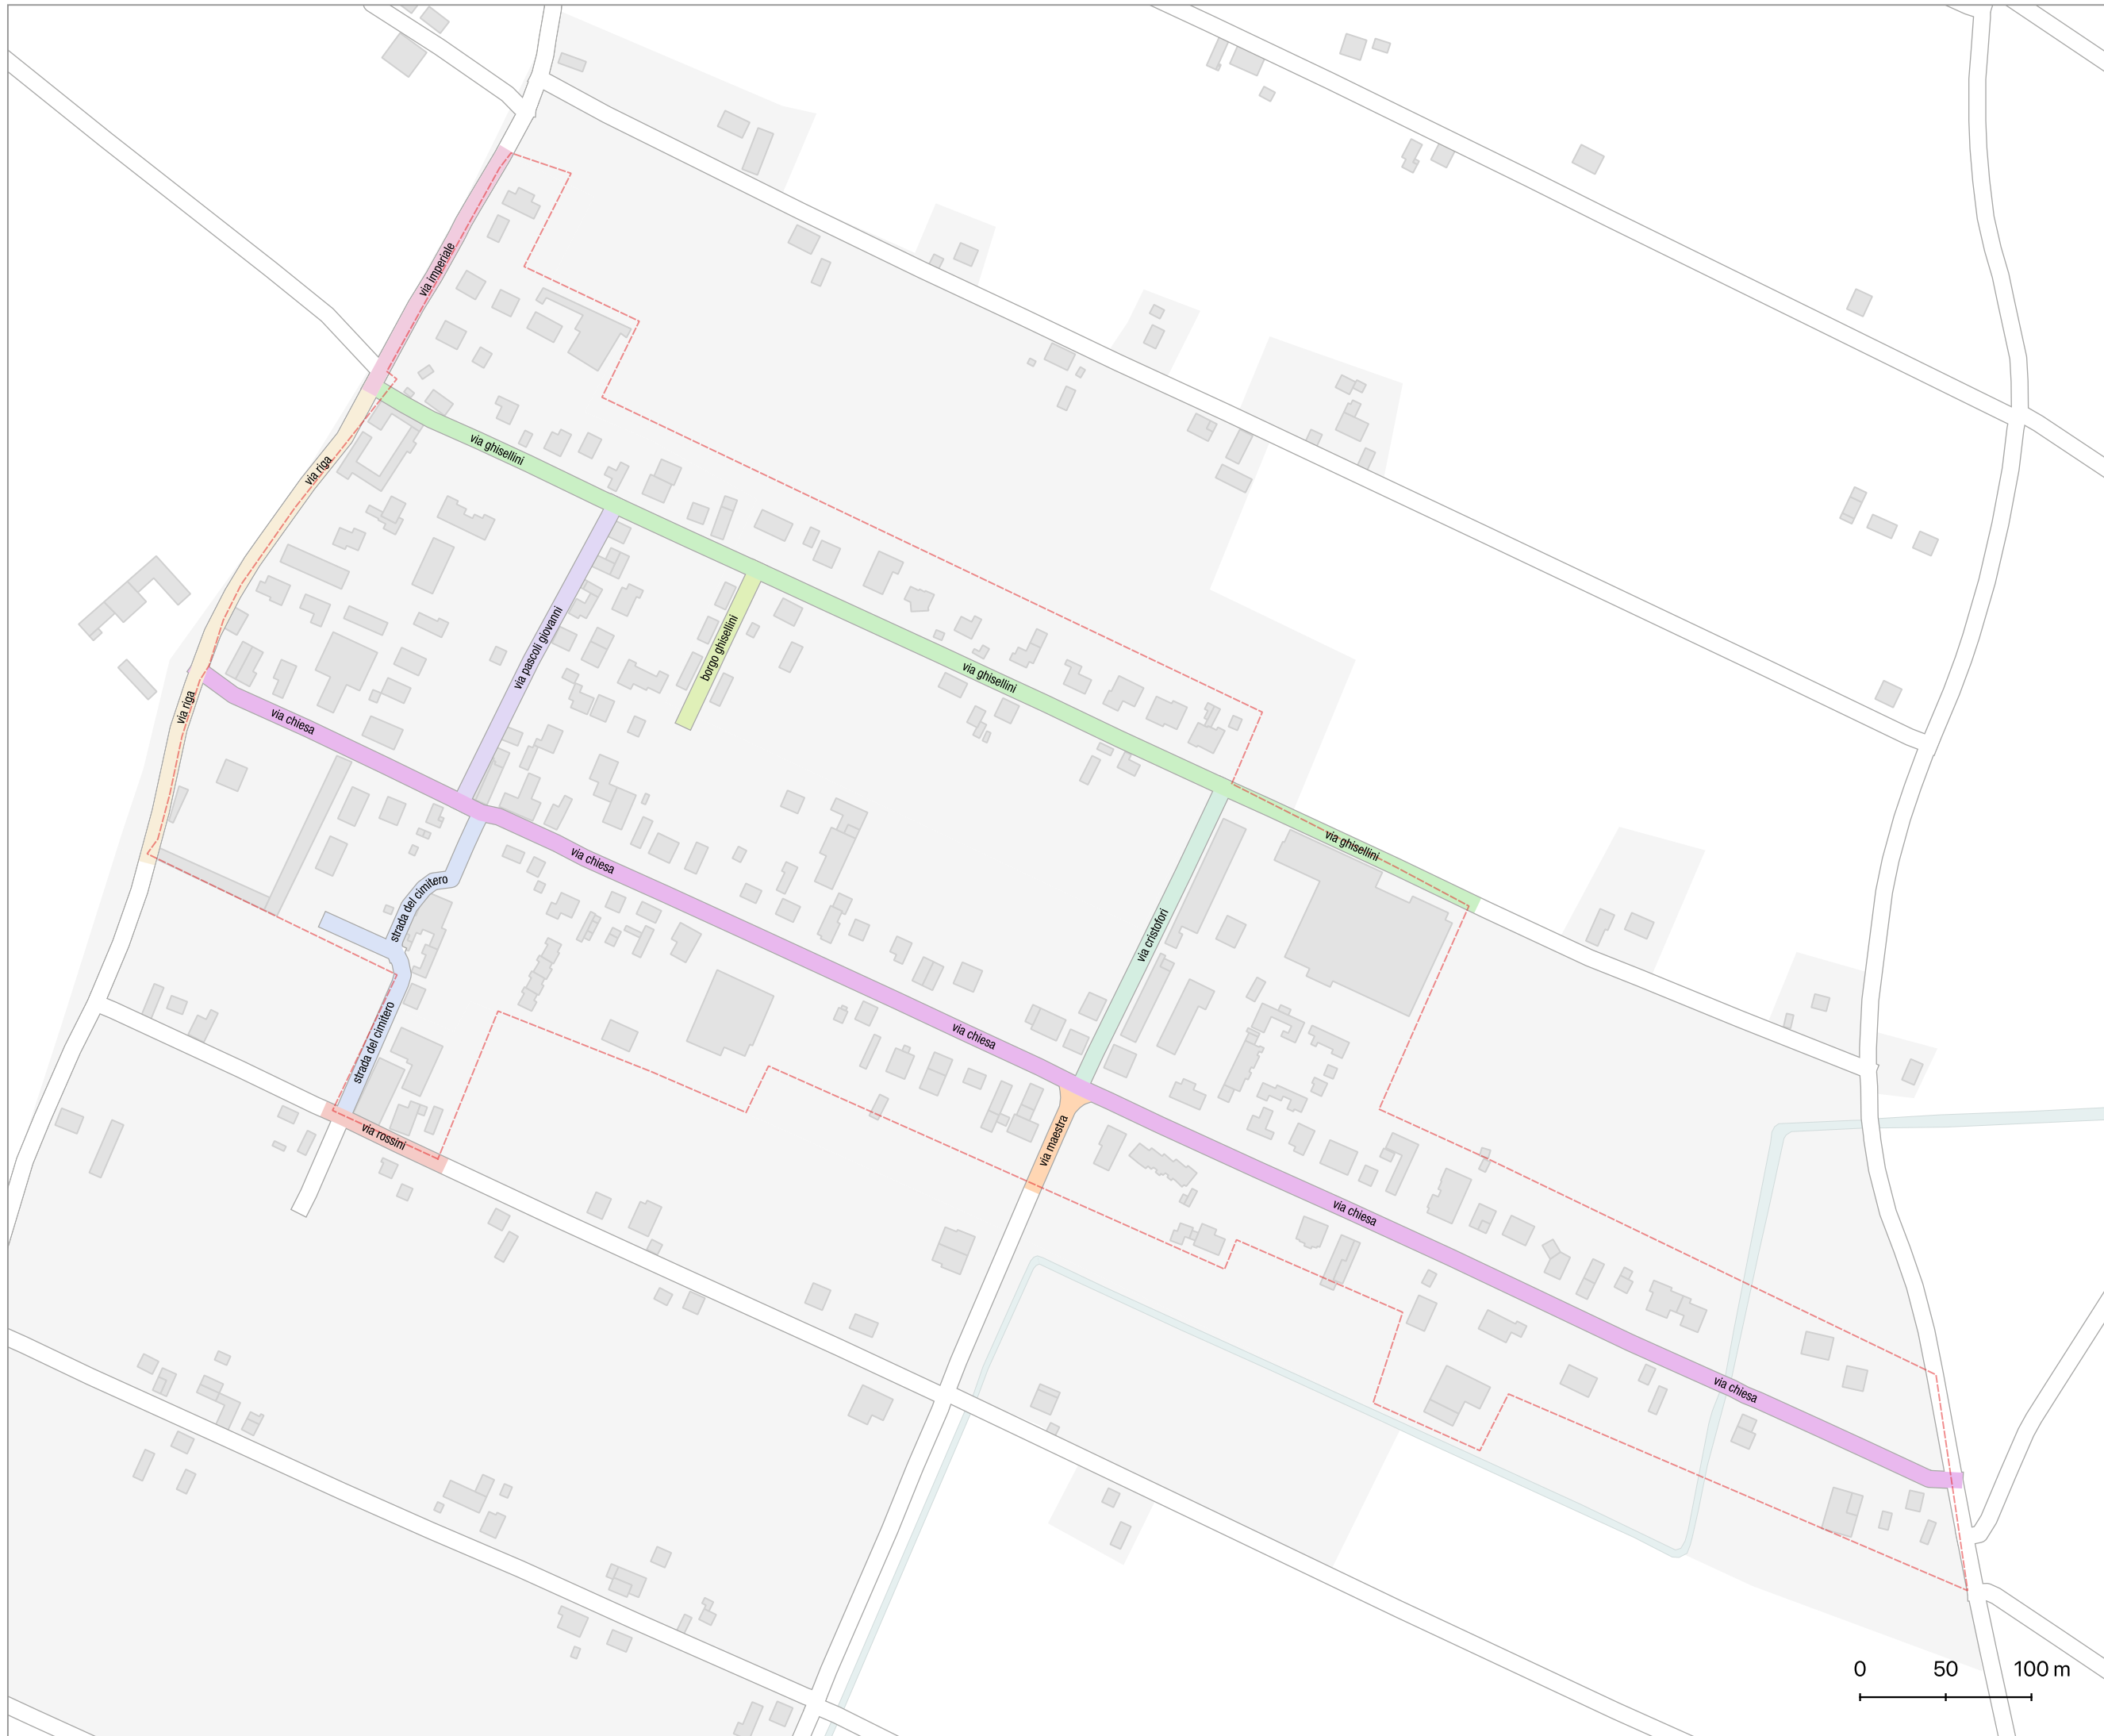 via imperiale
via ghisellini
via riga
via pascoli giovanni
borgo ghisellini
via ghisellini
via riga
via chiesa
via ghisellini
via chiesa
strada del cimitero
via cristofori
via chiesa
strada del cimitero
via rossini
via maestra
via chiesa
via chiesa
0 50 100 m